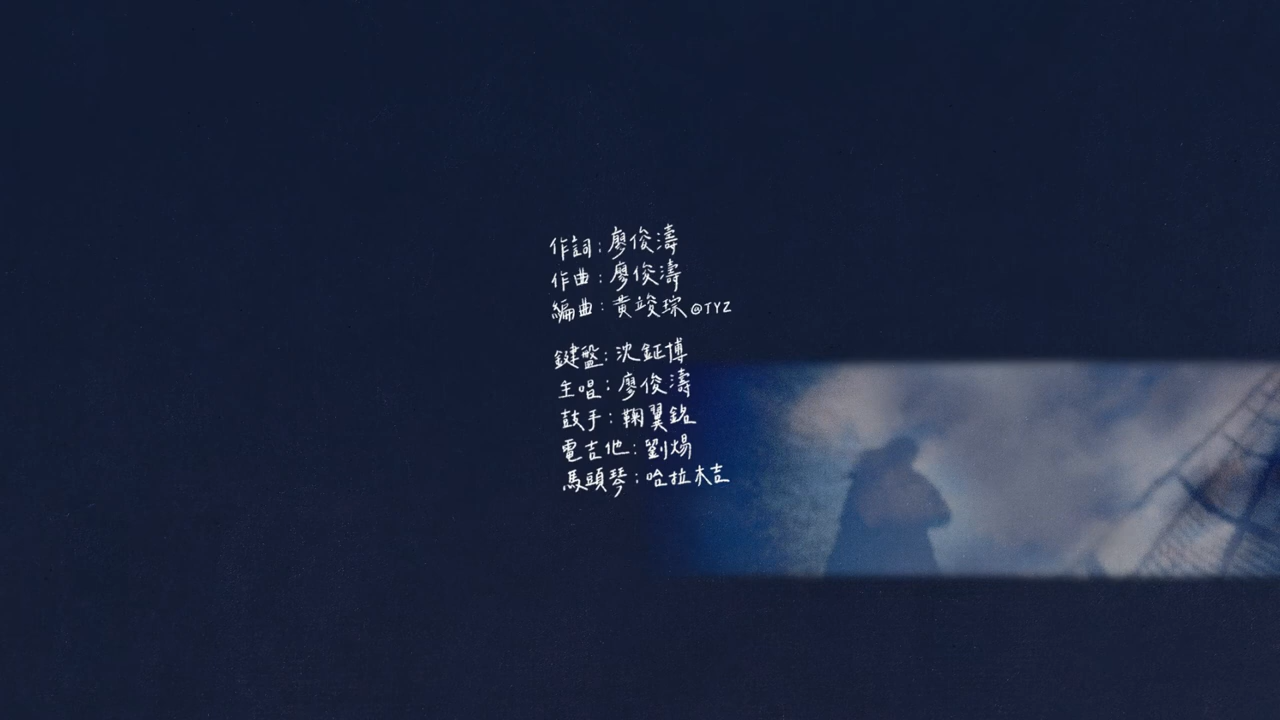 作詞：廖俊濤
作曲：廖俊濤
編曲：黃竣琮@TYZ
鍵盤：沈鉦博
主唱：廖俊濤
鼓手：鞠翼銘
電吉他：劉煬
馬頭琴：哈拉木吉